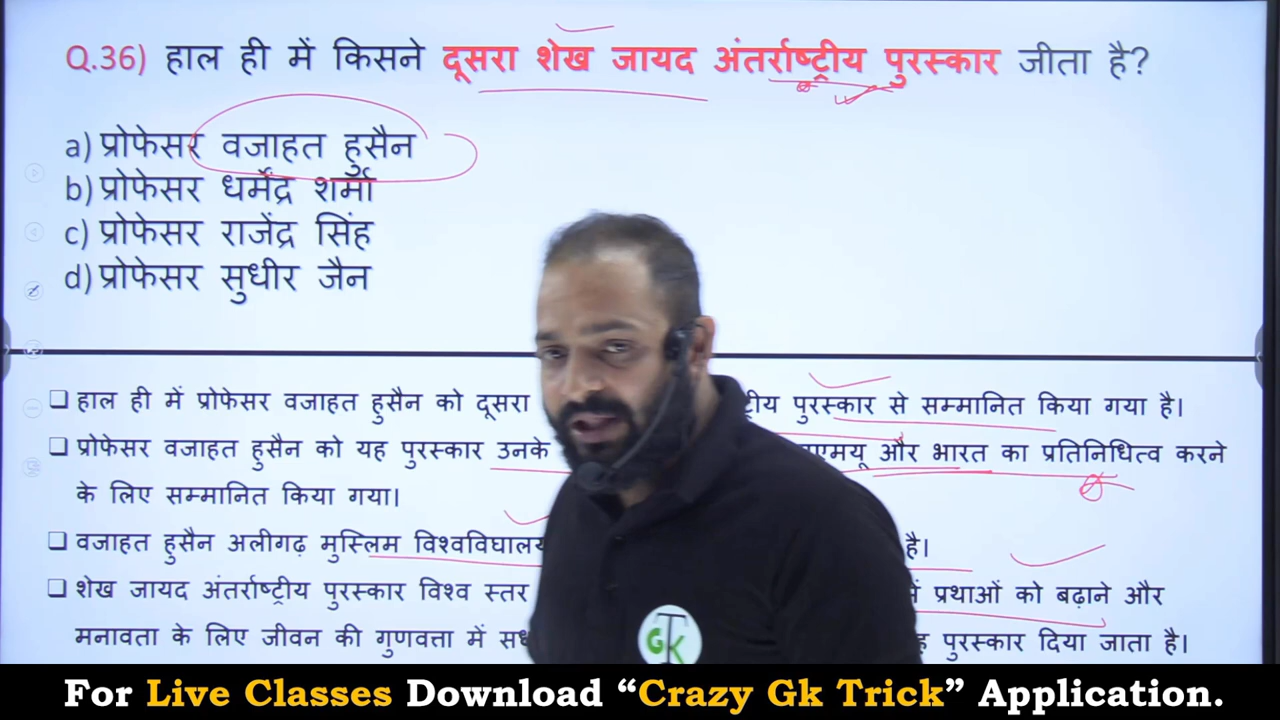 Q.36) हाल ही में किसने दूसरा शेख जायद अंतर्राष्ट्रीय पुरस्कार जीता है?
a) प्रोफेसर वजाहत हुसैन
b) प्रोफेसर धर्मेंद्र शर्मा
c) प्रोफेसर राजेंद्र सिंह
d) प्रोफेसर सुधीर जैन
❑ हाल ही में प्रोफेसर वजाहत हुसैन को दूसरा पुरस्कार से सम्मानित किया गया है।
❑ प्रोफेसर वजाहत हुसैन को यह पुरस्कार उनके और भारत का प्रतिनिधित्व करने
के लिए सम्मानित किया गया।
❑ वजाहत हुसैन अलीगढ़ मुस्लिम विश्वविघालय है।
❑ शेख जायद अंतर्राष्ट्रीय पुरस्कार विश्व स्तर प्रथाओं को बढ़ाने और
मनावता के लिए जीवन की गुणवत्ता में पुरस्कार दिया जाता है।
GK
For Live Classes Download “Crazy Gk Trick” Application.